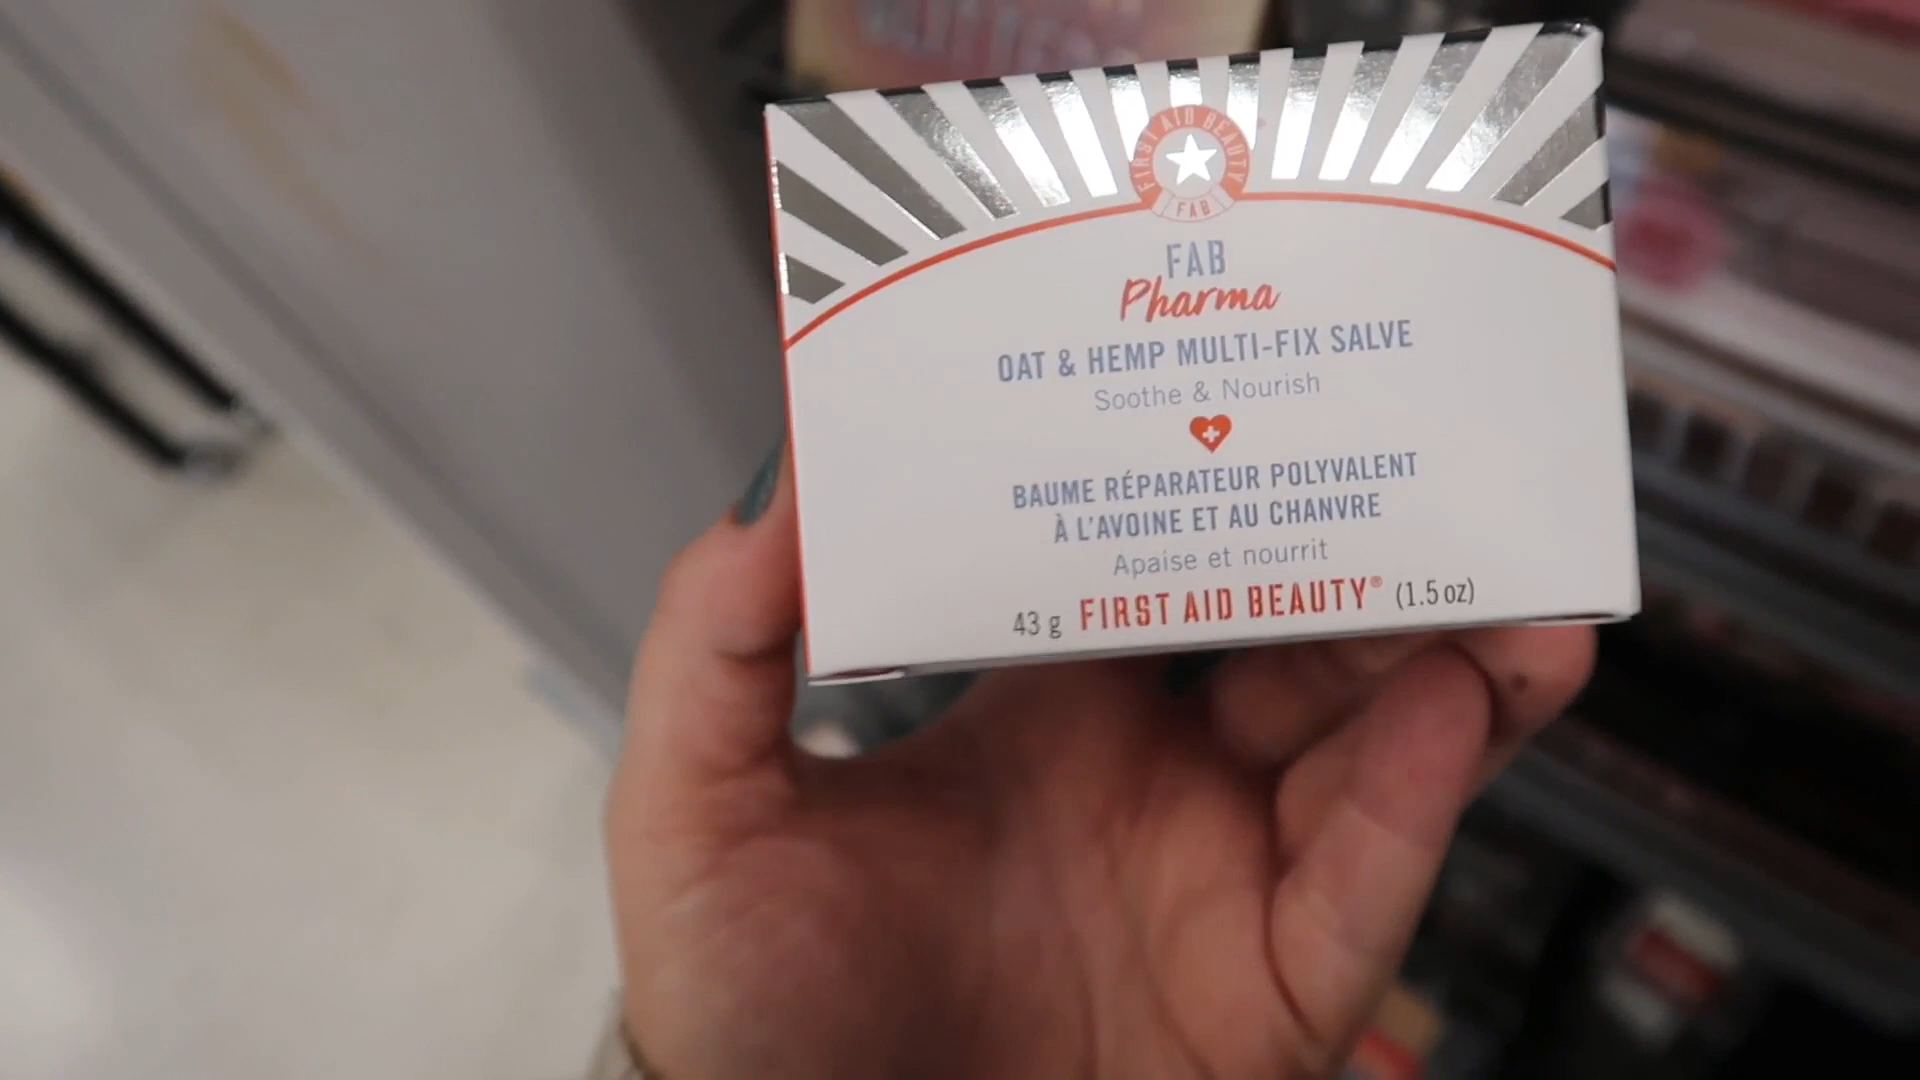 FIRST AID BEAUTY
FAB
FAB
Pharma
OAT & HEMP MULTI-FIX SALVE
Soothe & Nourish
BAUME RÉPARATEUR POLYVALENT
À L'AVOINE ET AU CHANVRE
Apaise et nourrit
43 g FIRST AID BEAUTY® (1.5 oz)